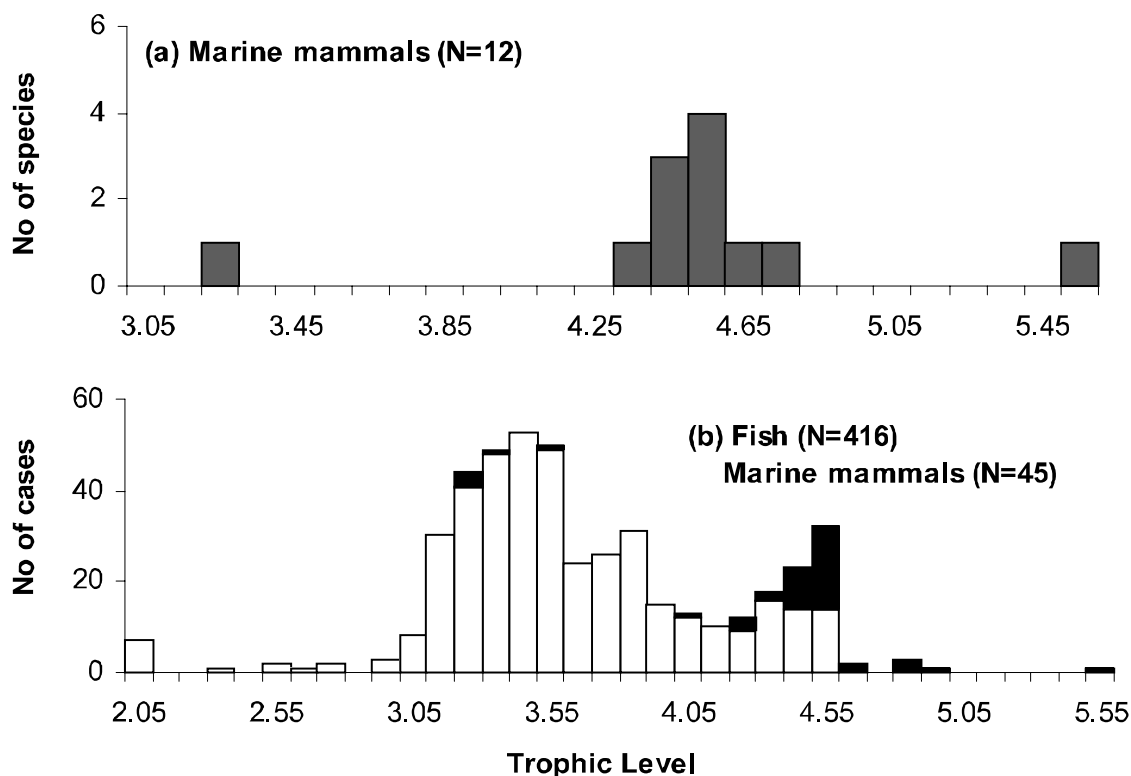 (a) Marine mammals (N=12)
No of species
6
4
2
0
3.05 3.45 3.85 4.25 4.65 5.05 5.45
(b) Fish (N=416)
Marine mammals (N=45)
No of cases
60
40
20
0
2.05 2.55 3.05 3.55 4.05 4.55 5.05 5.55
Trophic Level